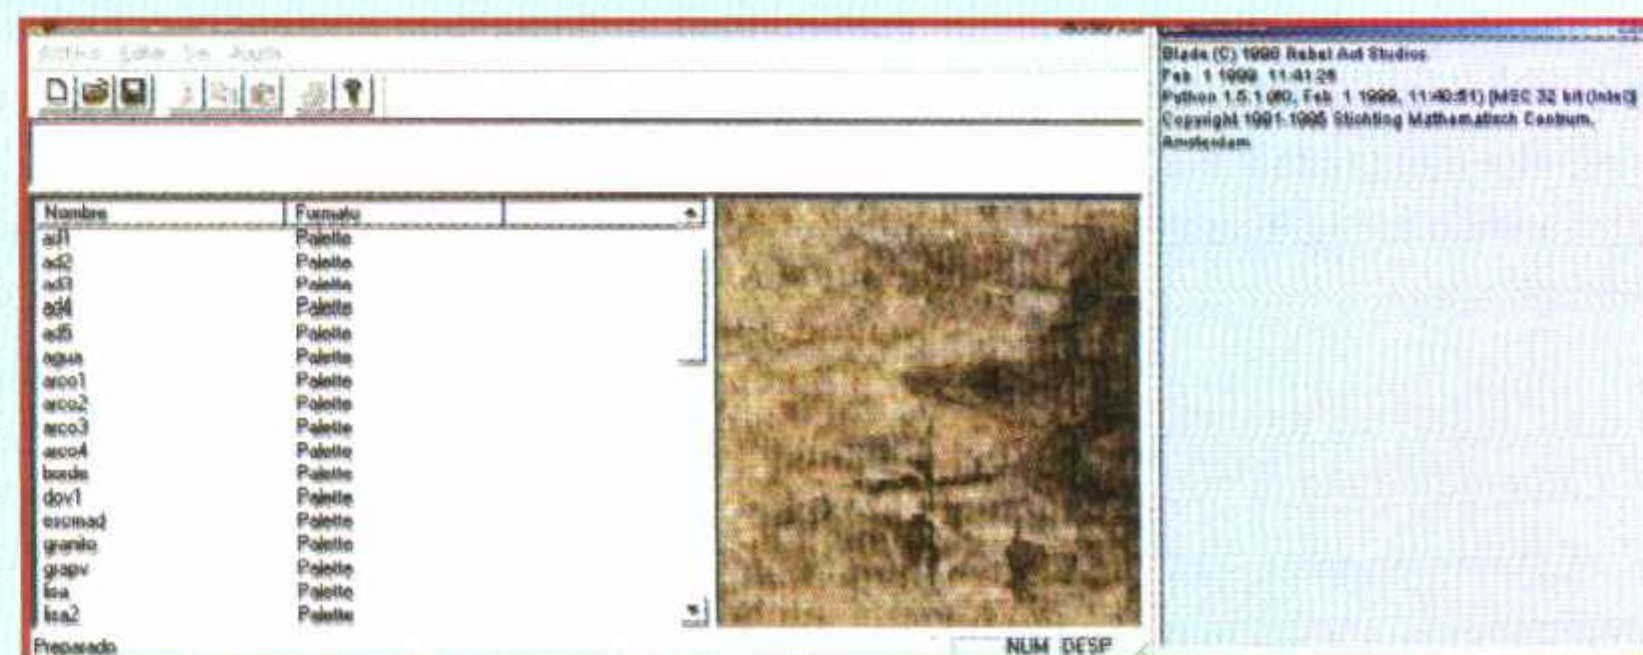 Ayuda
Nombre Formato
ad1 Palette
ad2 Palette
ad3 Palette
ad4 Palette
ad5 Palette
agua Palette
arco1 Palette
arco2 Palette
arco3 Palette
arco4 Palette
borde Palette
dov1 Palette
escmad Palette
granito Palette
grapv Palette
lisa Palette
lisa2 Palette
Preparado NUM DESP
Blade (C) 1998 Rebel Act Studios.
Feb 1 1999 11:41:26
Python 1.5.1 (#0, Feb 1 1999, 11:40:51) [MSC 32 bit (Intel)]
Copyright 1991-1995 Stichting Mathematisch Centrum,
Amsterdam